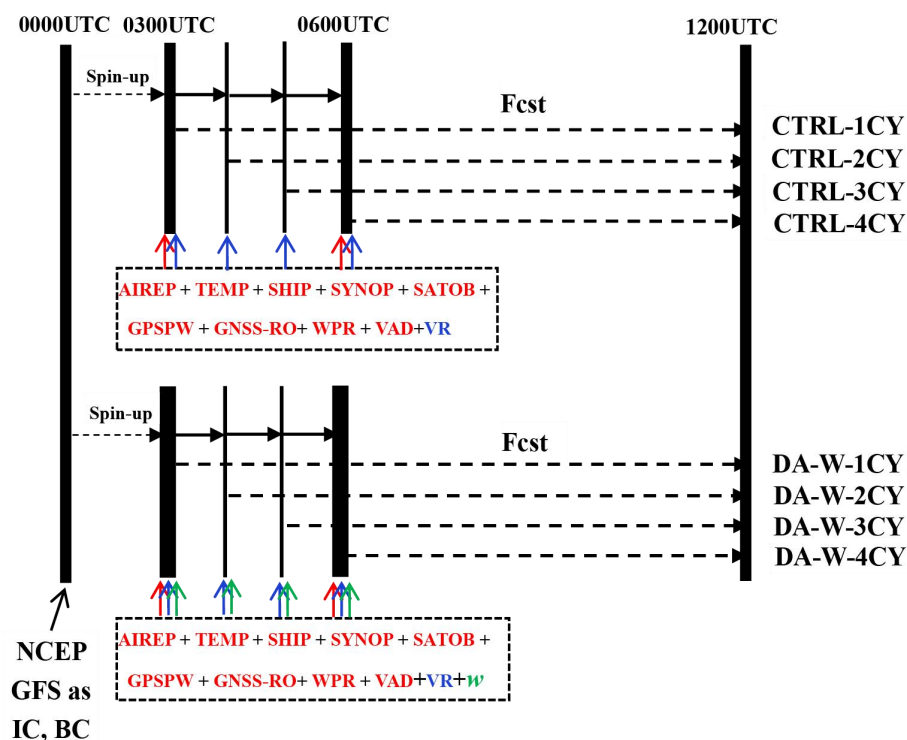 0000UTC 0300UTC 0600UTC 1200UTC
Spin-up
Fcst
CTRL-1CY
CTRL-2CY
CTRL-3CY
CTRL-4CY
AIREP + TEMP + SHIP + SYNOP + SATOB +
GPSPW + GNSS-RO + WPR + VAD+VR
Spin-up
Fcst
DA-W-1CY
DA-W-2CY
DA-W-3CY
DA-W-4CY
AIREP + TEMP + SHIP + SYNOP + SATOB +
GPSPW + GNSS-RO+ WPR + VAD+VR+w
NCEP
GFS as
IC, BC